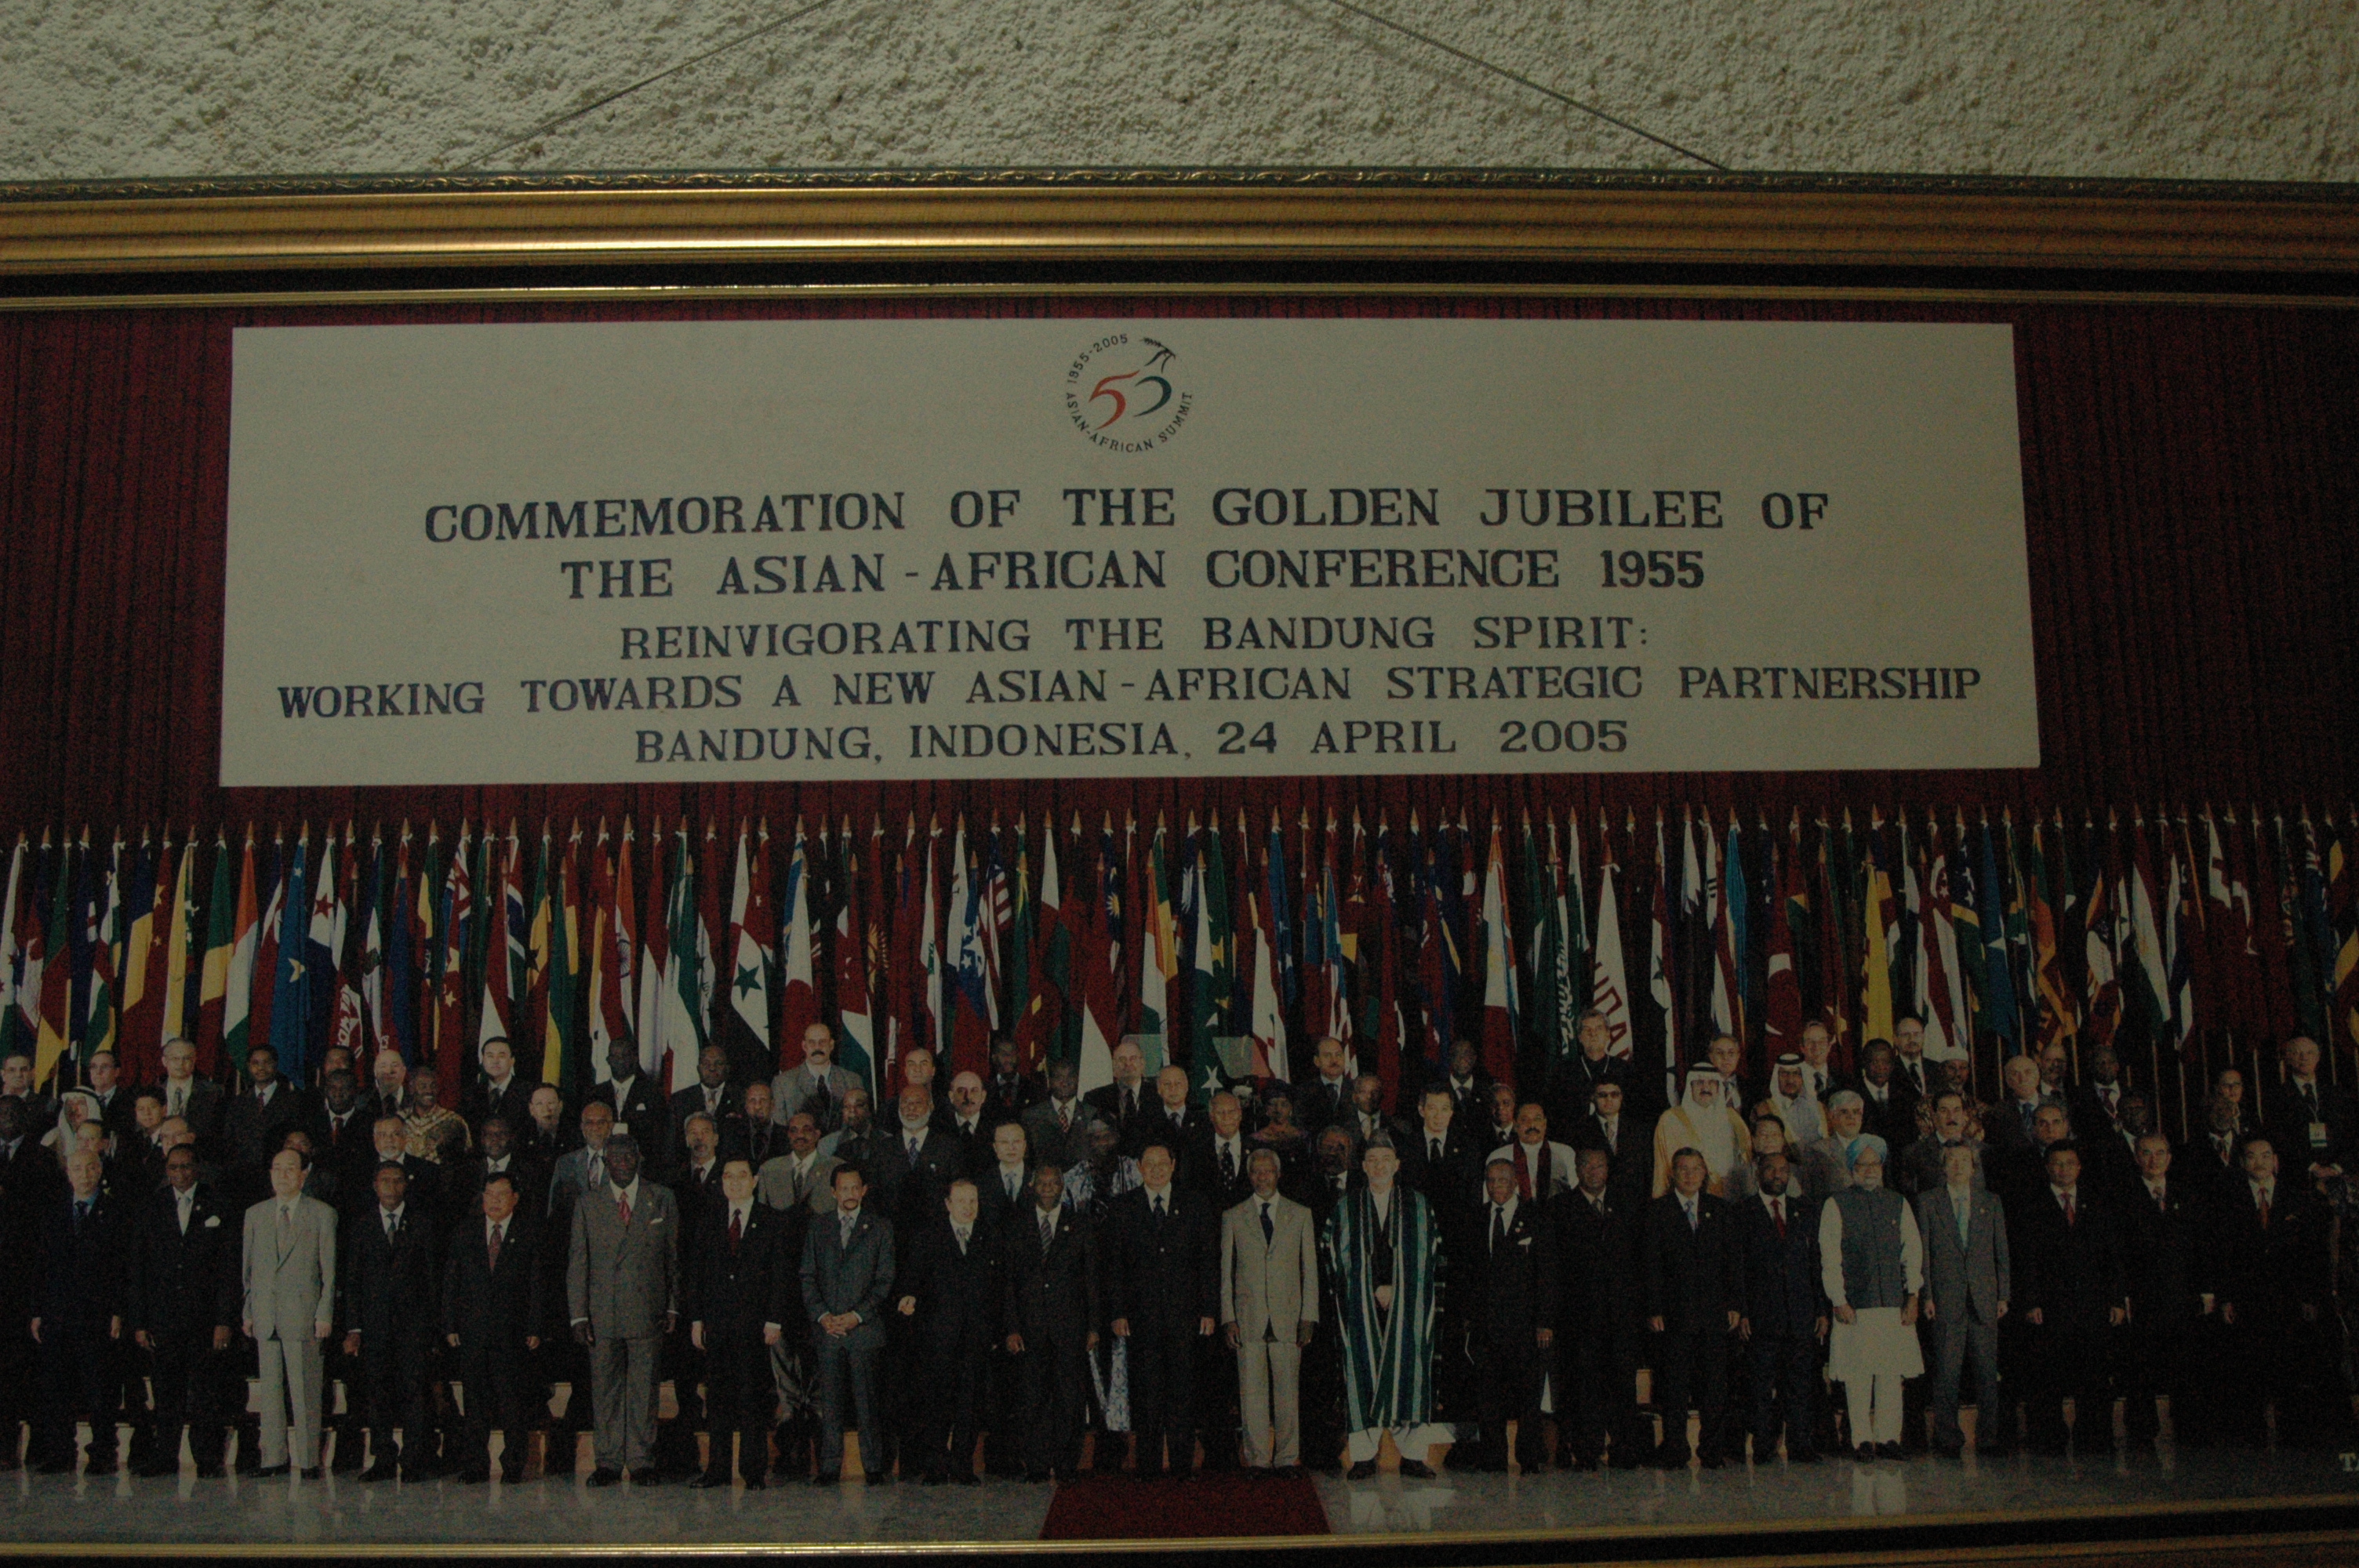 1955-2005
50
ASIAN-AFRICAN SUMMIT
COMMEMORATION OF THE GOLDEN JUBILEE OF
THE ASIAN-AFRICAN CONFERENCE 1955
REINVIGORATING THE BANDUNG SPIRIT:
WORKING TOWARDS A NEW ASIAN-AFRICAN STRATEGIC PARTNERSHIP
BANDUNG, INDONESIA, 24 APRIL 2005